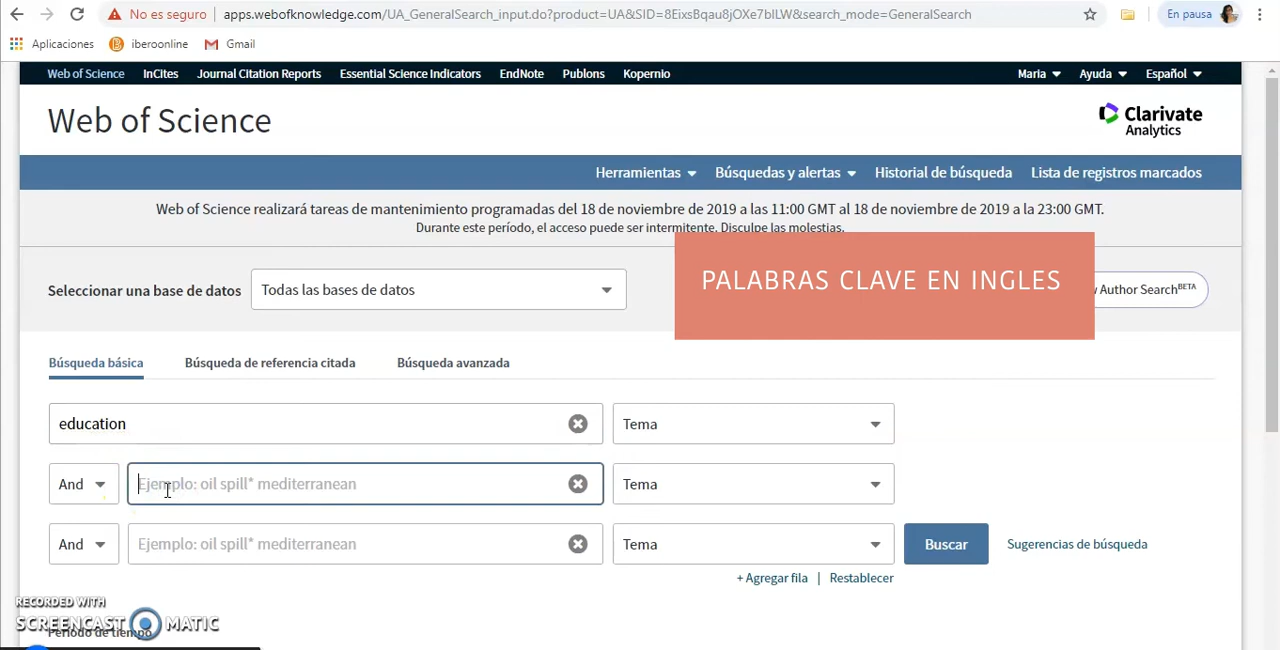 No es seguro | apps.webofknowledge.com/UA_GeneralSearch_input.do?product=UA&SID=8EixsBqau8jOXe7bILW&search_mode=GeneralSearch
En pausa
Aplicaciones iberoonline Gmail
Web of Science InCites Journal Citation Reports Essential Science Indicators EndNote Publons Kopernio Maria Ayuda Español
Web of Science
Clarivate
Analytics
Herramientas Búsquedas y alertas Historial de búsqueda Lista de registros marcados
Web of Science realizará tareas de mantenimiento programadas del 18 de noviembre de 2019 a las 11:00 GMT al 18 de noviembre de 2019 a la 23:00 GMT.
Durante este período, el acceso puede ser intermitente. Disculpe las molestias.
Seleccionar una base de datos Todas las bases de datos
PALABRAS CLAVE EN INGLES
Author Search BETA
Búsqueda básica Búsqueda de referencia citada Búsqueda avanzada
education Tema
And Ejemplo: oil spill* mediterranean Tema
And Ejemplo: oil spill* mediterranean Tema Buscar Sugerencias de búsqueda
+ Agregar fila | Restablecer
RECORDED WITH
SCREENCAST MATIC
Período de tiempo